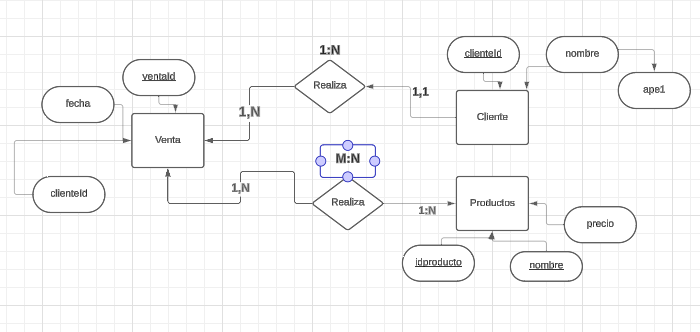 1:N
ventaId
fecha
Venta
clienteId
1,N
Realiza
1,1
clienteId
nombre
ape1
Cliente
M:N
1,N
Realiza
1:N
Productos
precio
idproducto
nombre